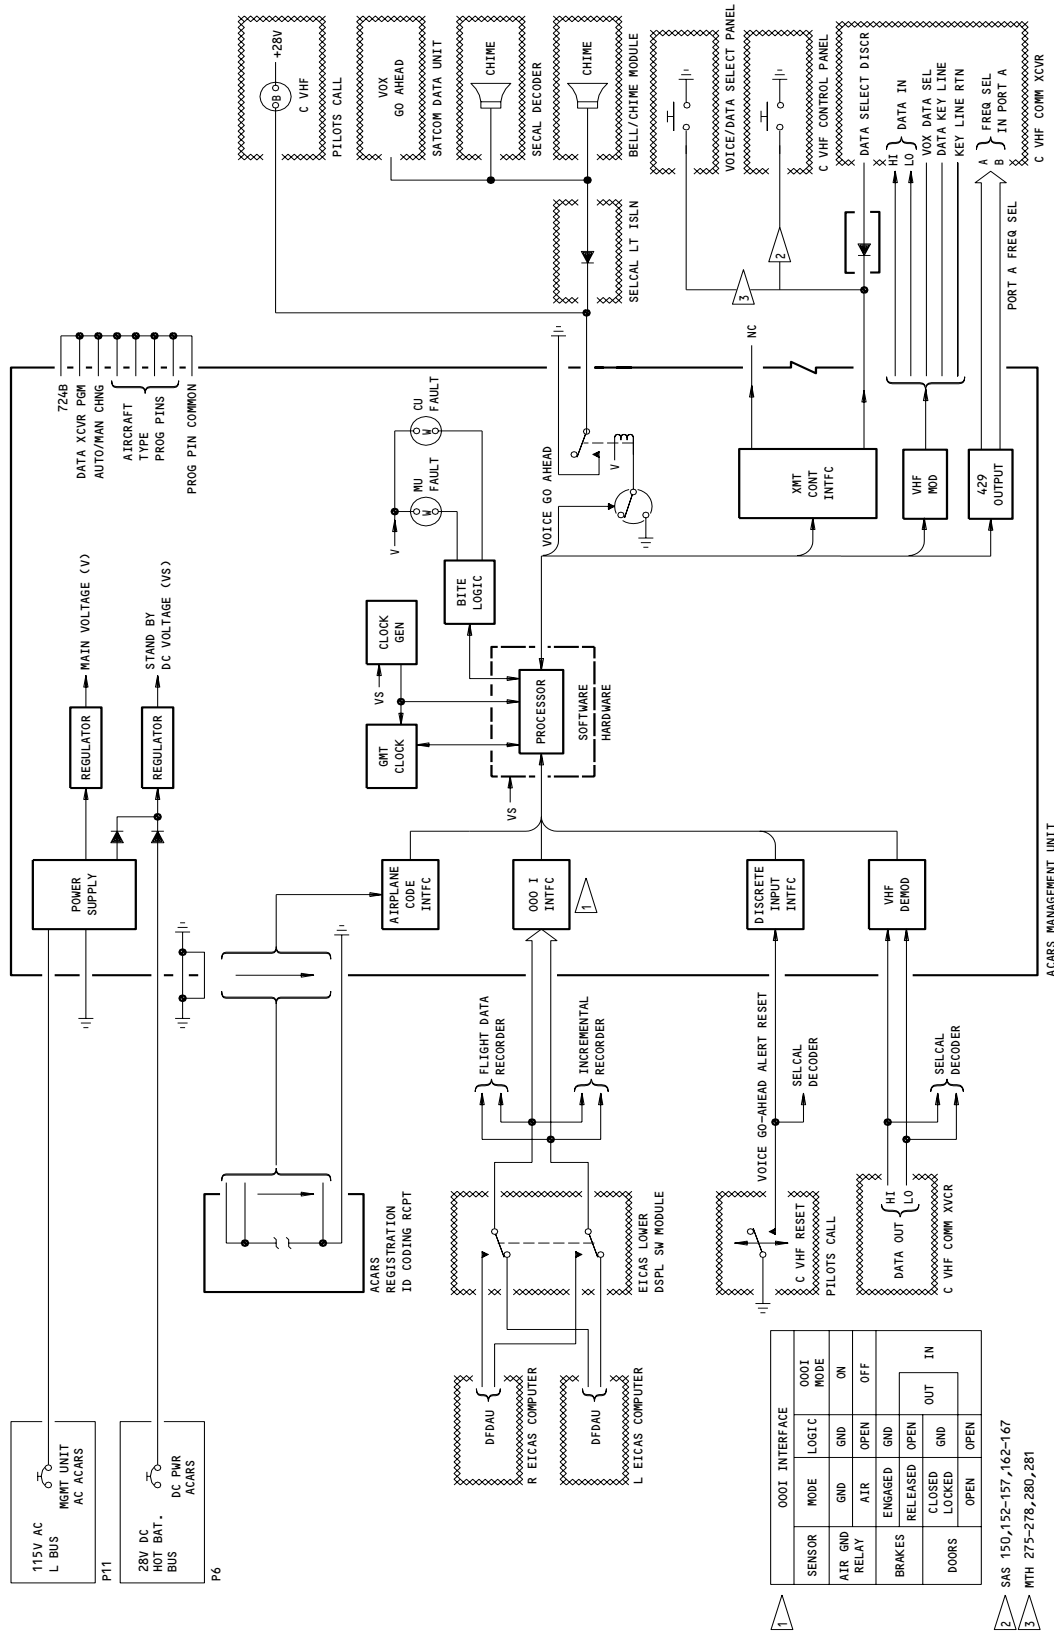 115V AC
L BUS
MGMT UNIT
AC ACARS
P11
28V DC
HOT BAT.
BUS
DC PWR
ACARS
P6
POWER
SUPPLY
REGULATOR
MAIN VOLTAGE (V)
REGULATOR
STAND BY
DC VOLTAGE (VS)
724B
DATA XCVR PGM
AUTO/MAN CHNG
AIRCRAFT
TYPE
PROG PINS
PROG PIN COMMON
+28V
B
C VHF
PILOTS CALL
VOX
GO AHEAD
SATCOM DATA UNIT
CHIME
SECAL DECODER
CHIME
BELL/CHIME MODULE
SELCAL LT ISLN
ACARS
REGISTRATION
ID CODING RCPT
AIRPLANE
CODE
INTFC
GMT
CLOCK
VS
CLOCK
GEN
BITE
LOGIC
V
W
MU
FAULT
W
CU
FAULT
VOICE GO AHEAD
V
R EICAS COMPUTER
DFDAU
L EICAS COMPUTER
DFDAU
EICAS LOWER
DSPL SW MODULE
FLIGHT DATA
RECORDER
INCREMENTAL
RECORDER
OOO I
INTFC
1
VS
PROCESSOR
SOFTWARE
HARDWARE
C VHF RESET
PILOTS CALL
VOICE GO-AHEAD ALERT RESET
SELCAL
DECODER
DISCRETE
INPUT
INTFC
XMT
CONT
INTFC
NC
3
2
VOICE/DATA SELECT PANEL
C VHF CONTROL PANEL
DATA OUT
HI
LO
C VHF COMM XVCR
SELCAL
DECODER
VHF
DEMOD
VHF
MOD
429
OUTPUT
DATA SELECT DISCR
HI
LO
DATA IN
VOX DATA SEL
DATA KEY LINE
KEY LINE RTN
A
B
FREQ SEL
IN PORT A
PORT A FREQ SEL
C VHF COMM XCVR
ACARS MANAGEMENT UNIT
1
OOOI INTERFACE
SENSOR MODE LOGIC OOOI MODE
AIR GND RELAY GND GND ON
AIR OPEN OFF
BRAKES ENGAGED GND IN
RELEASED OPEN OUT
DOORS CLOSED LOCKED GND
OPEN OPEN
2 SAS 150,152-157,162-167
3 MTH 275-278,280,281